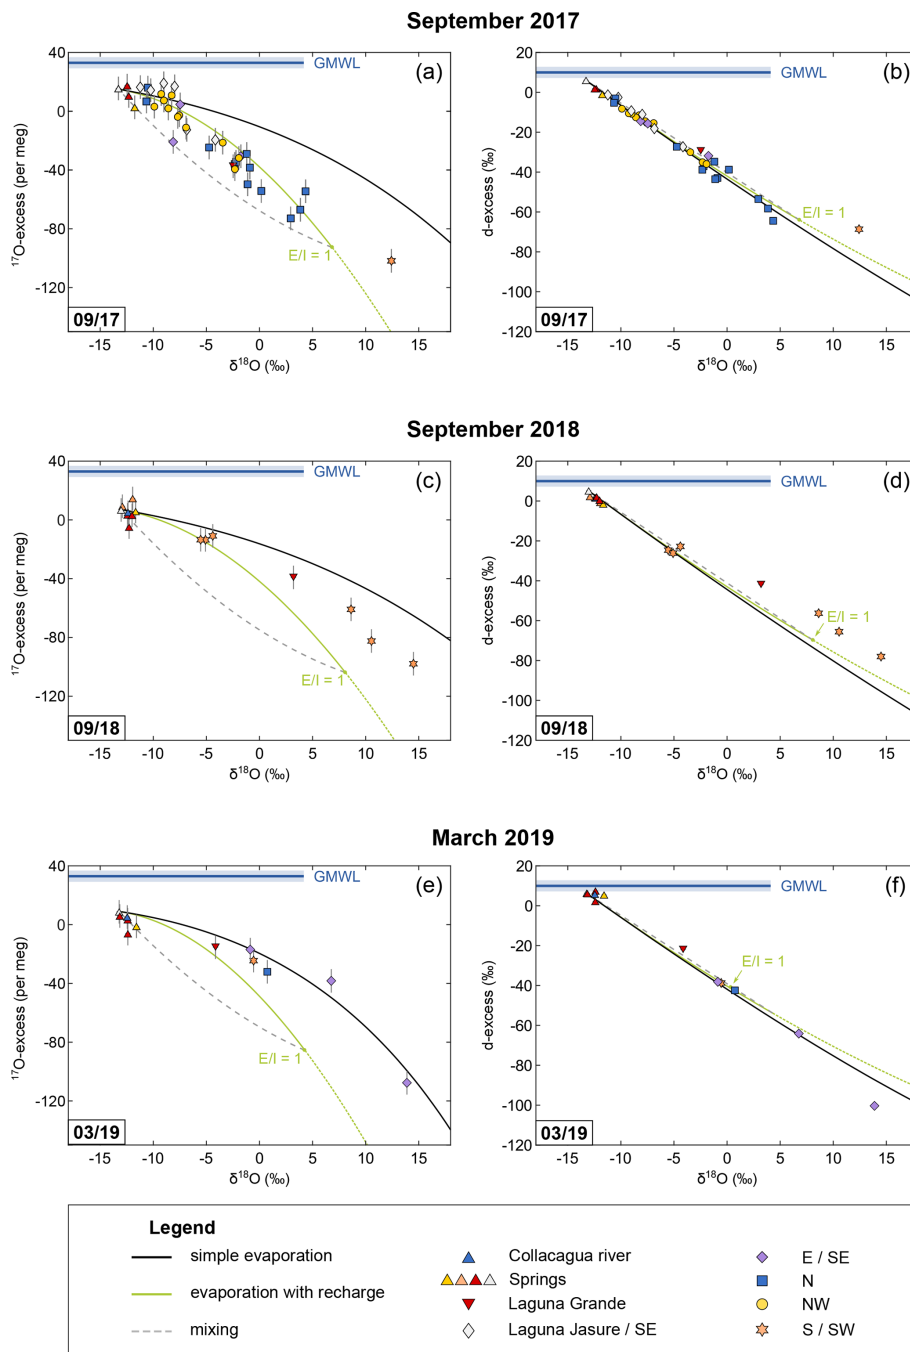 September 2017
40
0
-40
-80
-120
¹⁷O-excess (per meg)
GMWL
(a)
E/I = 1
09/17
-15 -10 -5 0 5 10 15
δ¹⁸O (‰)
20
0
-20
-40
-60
-80
-100
-120
d-excess (‰)
GMWL
(b)
E/I = 1
09/17
-15 -10 -5 0 5 10 15
δ¹⁸O (‰)
September 2018
40
0
-40
-80
-120
¹⁷O-excess (per meg)
GMWL
(c)
E/I = 1
09/18
-15 -10 -5 0 5 10 15
δ¹⁸O (‰)
20
0
-20
-40
-60
-80
-100
-120
d-excess (‰)
GMWL
(d)
E/I = 1
09/18
-15 -10 -5 0 5 10 15
δ¹⁸O (‰)
March 2019
40
0
-40
-80
-120
¹⁷O-excess (per meg)
GMWL
(e)
E/I = 1
03/19
-15 -10 -5 0 5 10 15
δ¹⁸O (‰)
20
0
-20
-40
-60
-80
-100
-120
d-excess (‰)
GMWL
(f)
E/I = 1
03/19
-15 -10 -5 0 5 10 15
δ¹⁸O (‰)
Legend
simple evaporation
evaporation with recharge
mixing
Collacagua river
Springs
Laguna Grande
Laguna Jasure / SE
E / SE
N
NW
S / SW